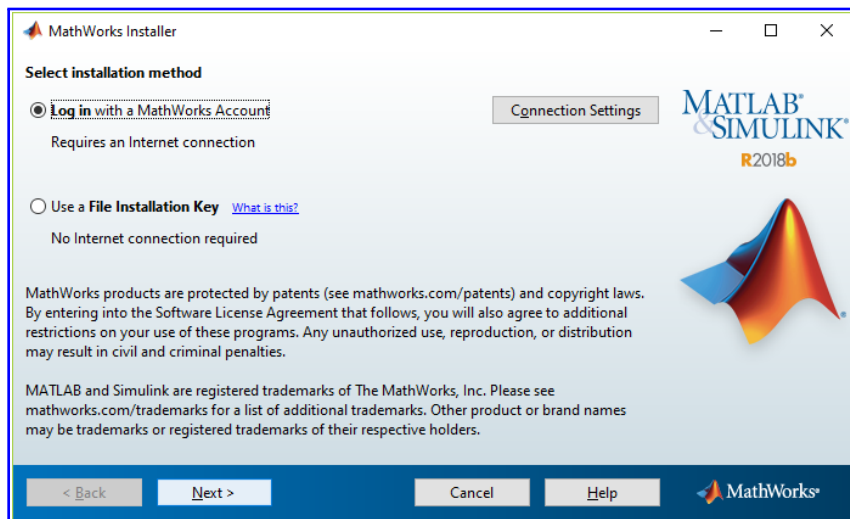 MathWorks Installer
Select installation method
Log in with a MathWorks Account
Connection Settings
Requires an Internet connection
MATLAB®
&SIMULINK®
R2018b
Use a File Installation Key What is this?
No Internet connection required
MathWorks products are protected by patents (see mathworks.com/patents) and copyright laws.
By entering into the Software License Agreement that follows, you will also agree to additional
restrictions on your use of these programs. Any unauthorized use, reproduction, or distribution
may result in civil and criminal penalties.
MATLAB and Simulink are registered trademarks of The MathWorks, Inc. Please see
mathworks.com/trademarks for a list of additional trademarks. Other product or brand names
may be trademarks or registered trademarks of their respective holders.
< Back
Next >
Cancel
Help
MathWorks®